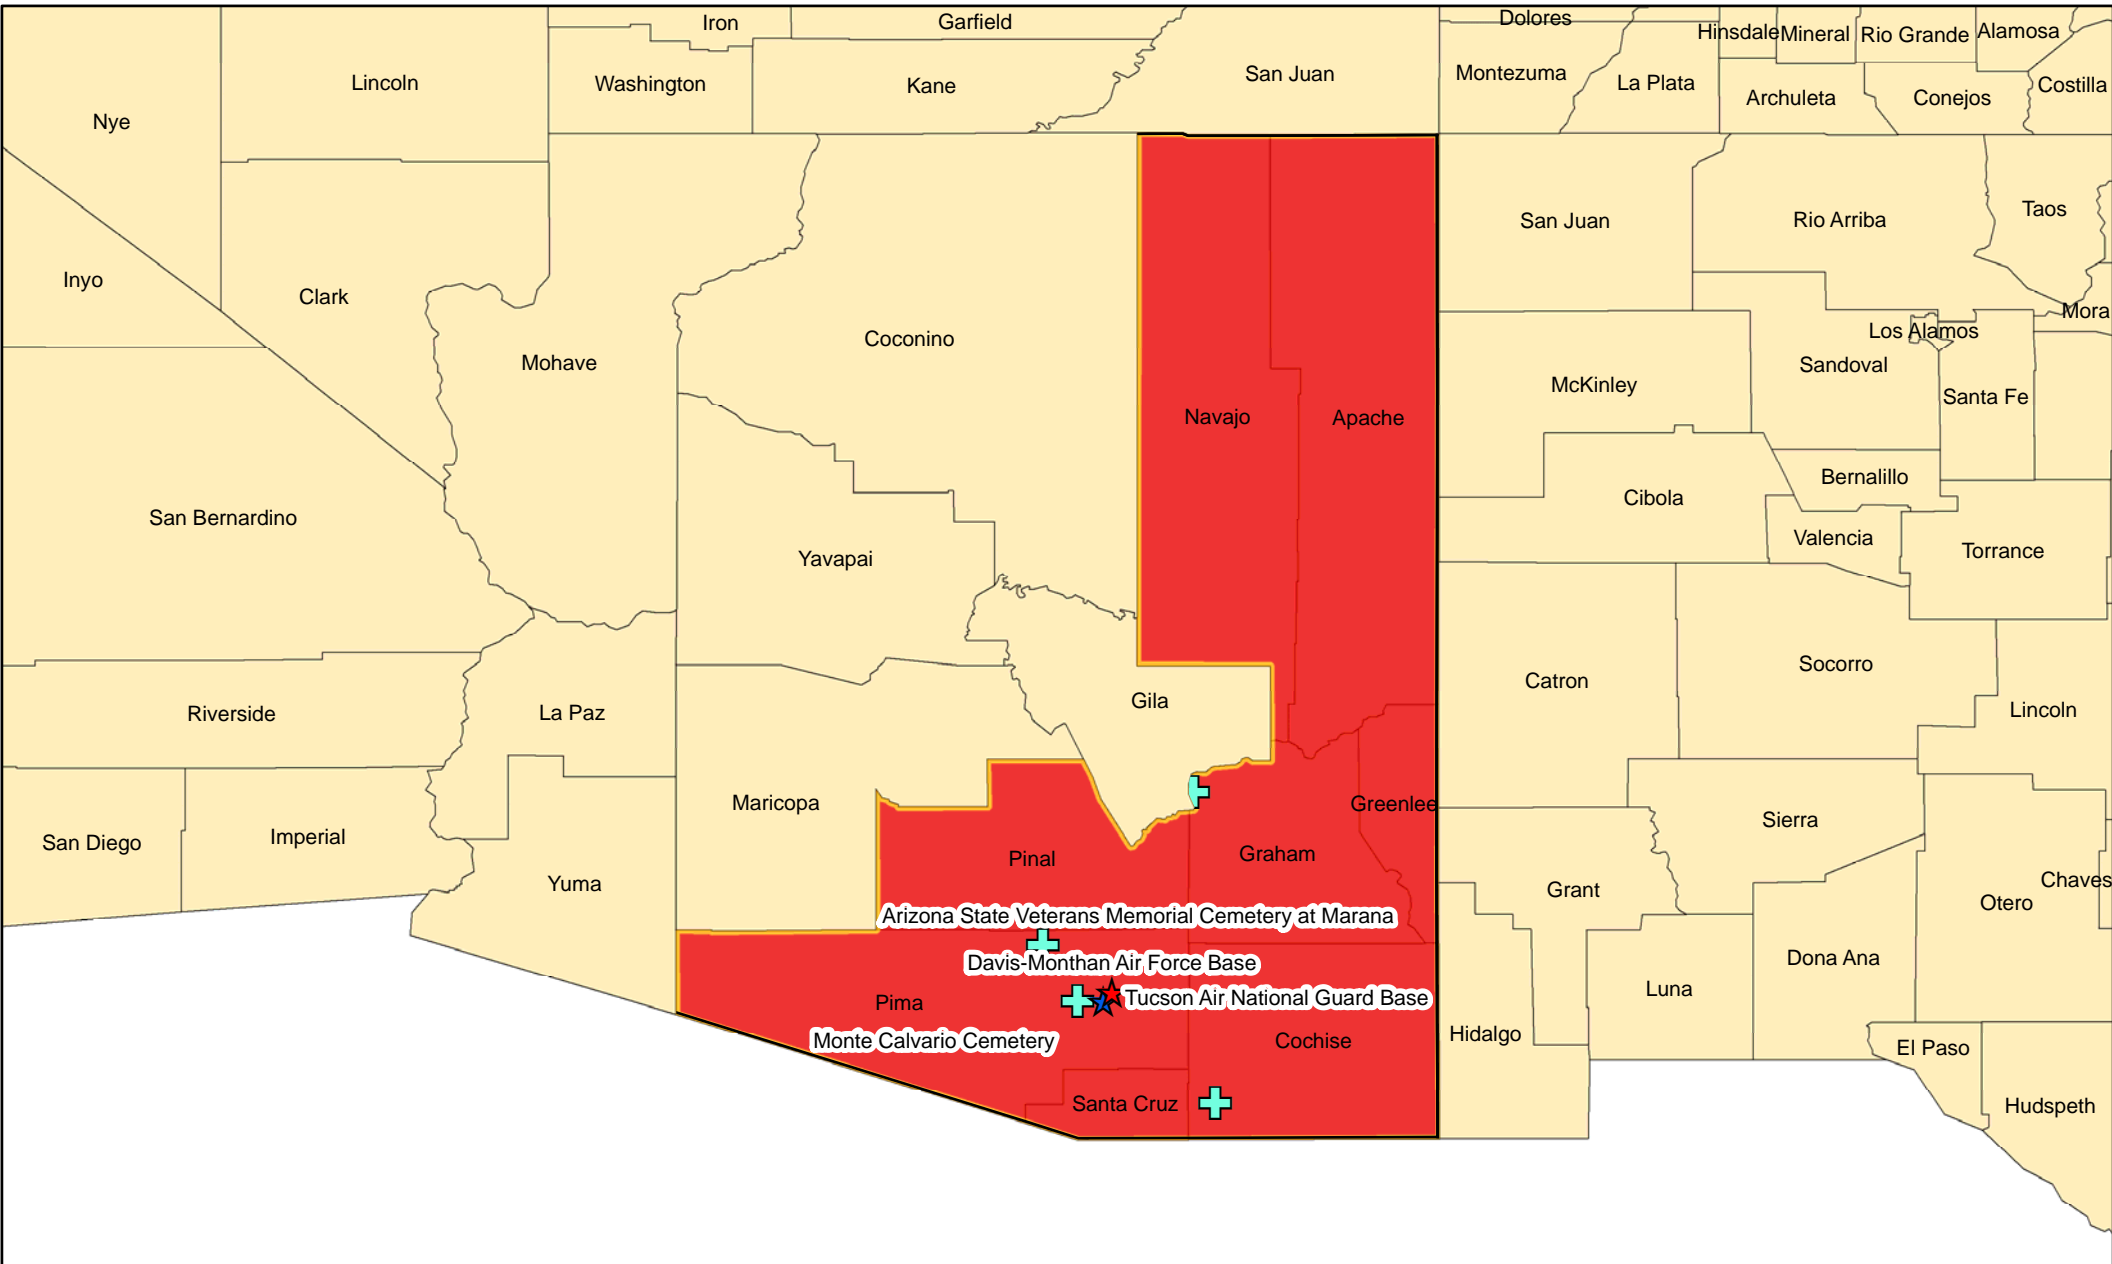 Iron
Garfield
Dolores
Hinsdale
Mineral
Rio Grande
Alamosa
Lincoln
Washington
Kane
San Juan
Montezuma
La Plata
Archuleta
Conejos
Costilla
Nye
San Juan
Rio Arriba
Taos
Inyo
Clark
Mohave
Coconino
Navajo
Apache
McKinley
Los Alamos
Mora
Sandoval
Santa Fe
San Bernardino
Yavapai
Cibola
Bernalillo
Valencia
Torrance
Riverside
La Paz
Gila
Catron
Socorro
Lincoln
San Diego
Imperial
Yuma
Maricopa
Pinal
Graham
Greenlee
Grant
Sierra
Otero
Chaves
Arizona State Veterans Memorial Cemetery at Marana
Davis-Monthan Air Force Base
Tucson Air National Guard Base
Pima
Monte Calvario Cemetery
Cochise
Santa Cruz
Hidalgo
Luna
Dona Ana
El Paso
Hudspeth